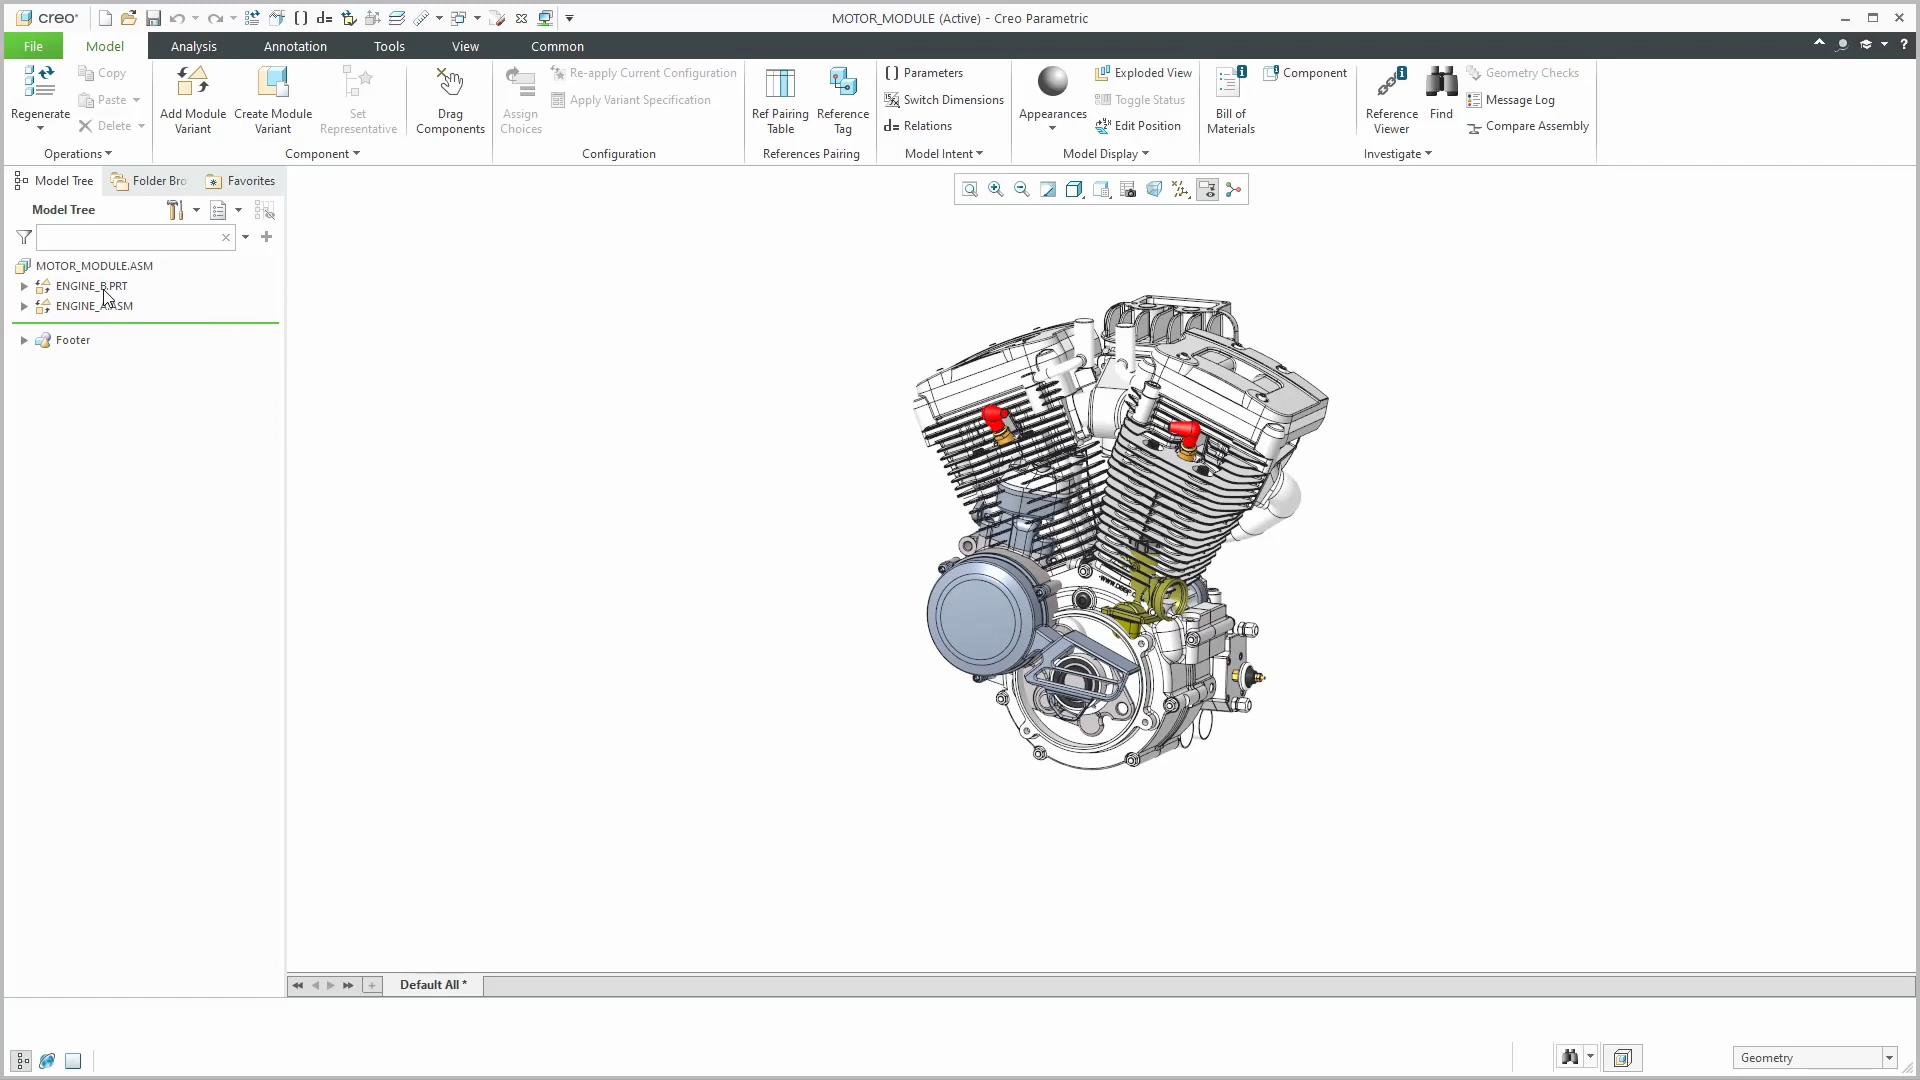 creo°
MOTOR_MODULE (Active) - Creo Parametric
File Model Analysis Annotation Tools View Common
Regenerate
Copy
Paste
Delete
Operations
Add Module Variant
Create Module Variant
Set Representative
Drag Components
Component
Assign Choices
Re-apply Current Configuration
Apply Variant Specification
Configuration
Ref Pairing Table
Reference Tag
References Pairing
Parameters
Switch Dimensions
Relations
Model Intent
Appearances
Exploded View
Toggle Status
Edit Position
Model Display
Bill of Materials
Component
Reference Viewer
Find
Geometry Checks
Message Log
Compare Assembly
Investigate
Model Tree Folder Bro Favorites
Model Tree
MOTOR_MODULE.ASM
ENGINE_B.PRT
ENGINE_A.ASM
Footer
Default All *
Geometry